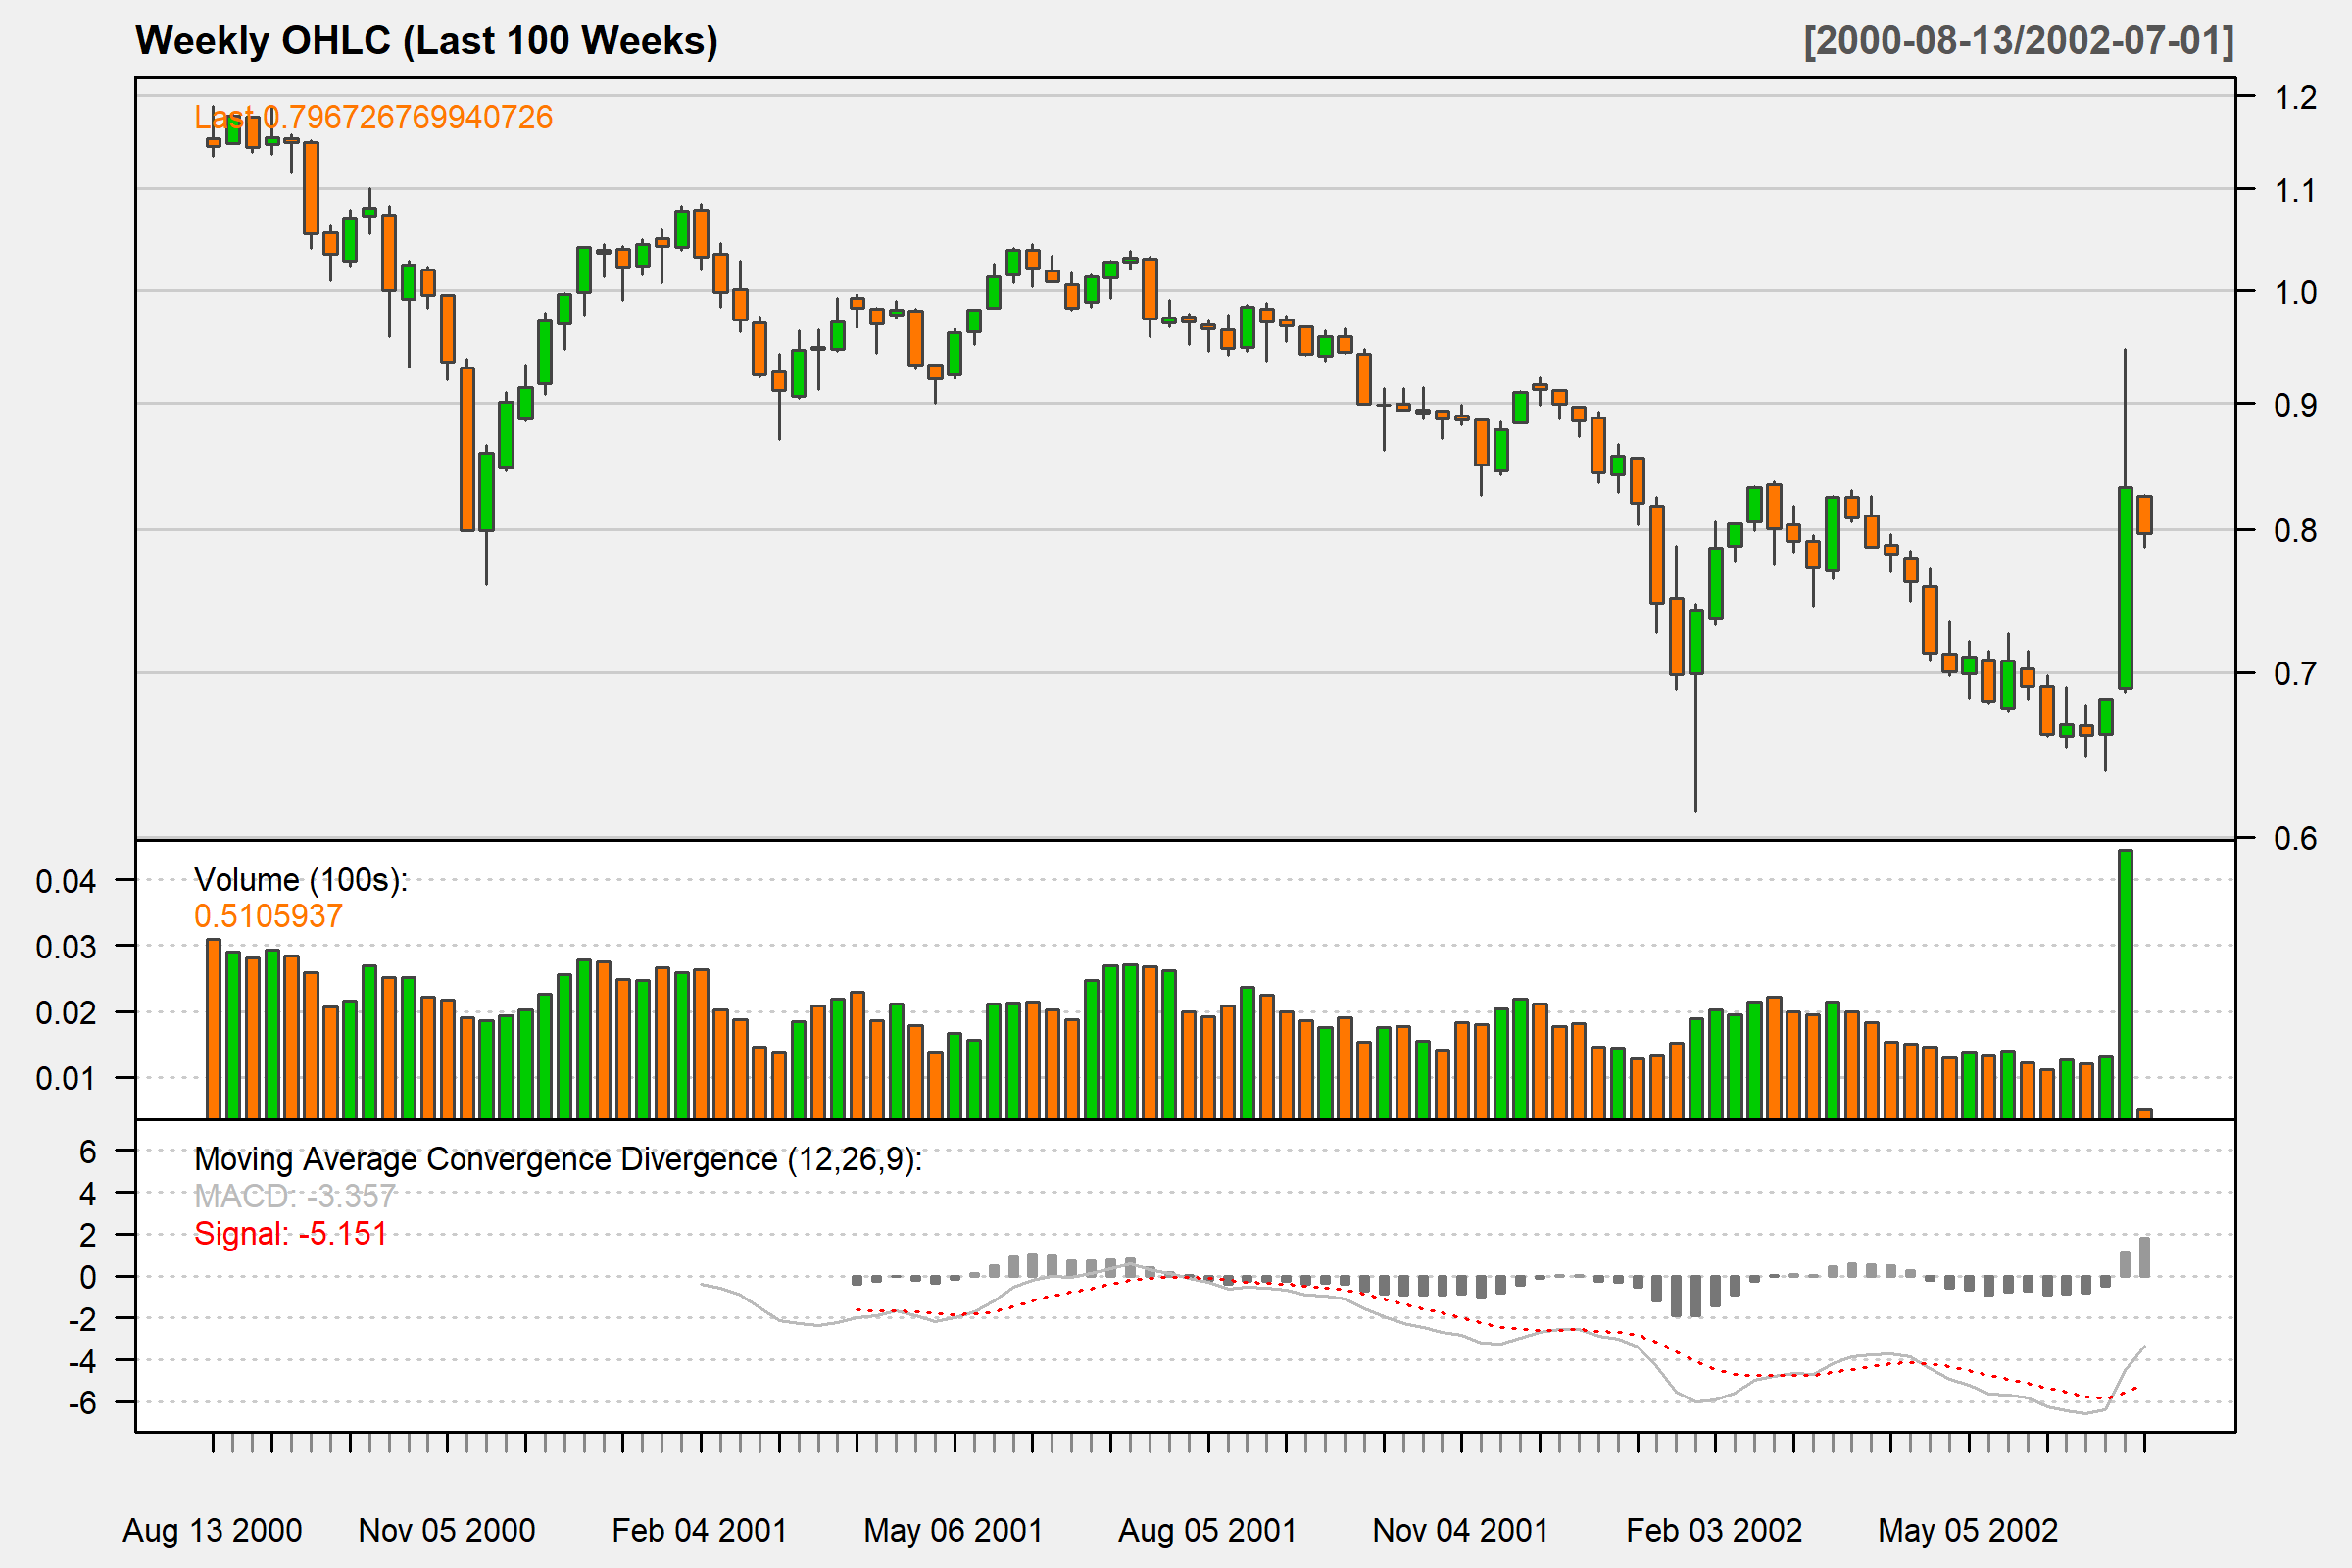 Weekly OHLC (Last 100 Weeks)
[2000-08-13/2002-07-01]
Last 0.796726769940726
1.2
1.1
1.0
0.9
0.8
0.7
0.6
Volume (100s):
0.5105937
0.04
0.03
0.02
0.01
Moving Average Convergence Divergence (12,26,9):
MACD: -3.357
Signal: -5.151
6
4
2
0
-2
-4
-6
Aug 13 2000
Nov 05 2000
Feb 04 2001
May 06 2001
Aug 05 2001
Nov 04 2001
Feb 03 2002
May 05 2002